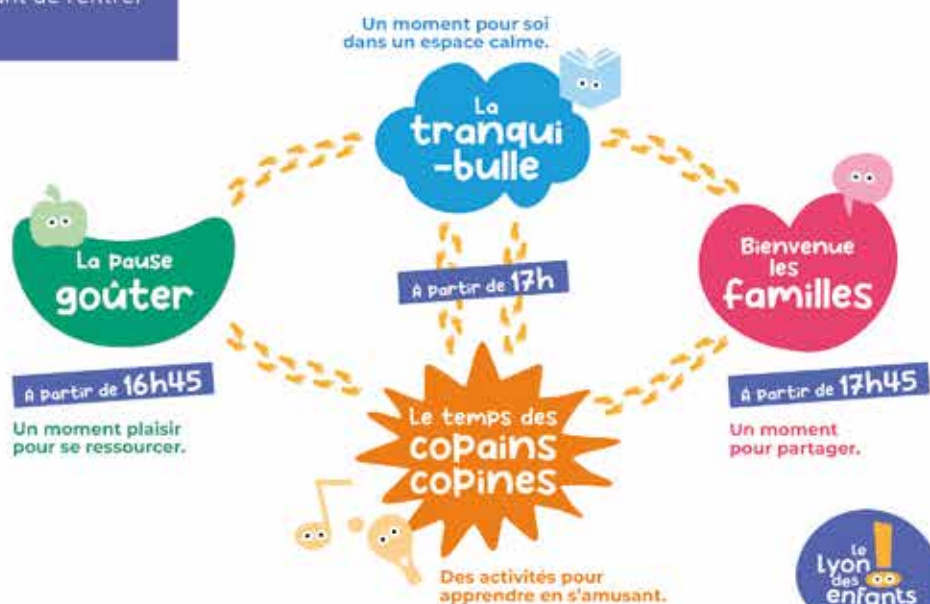 Un moment pour soi
dans un espace calme.
La
tranqui
-bulle
La pause
goûter
A partir de 16h45
Un moment plaisir
pour se ressourcer.
A partir de 17h
Le temps des
copains
copines
Des activités pour
apprendre en s'amusant.
Bienvenue
les
familles
A partir de 17h45
Un moment
pour partager.
Le
Lyon
des
enfants